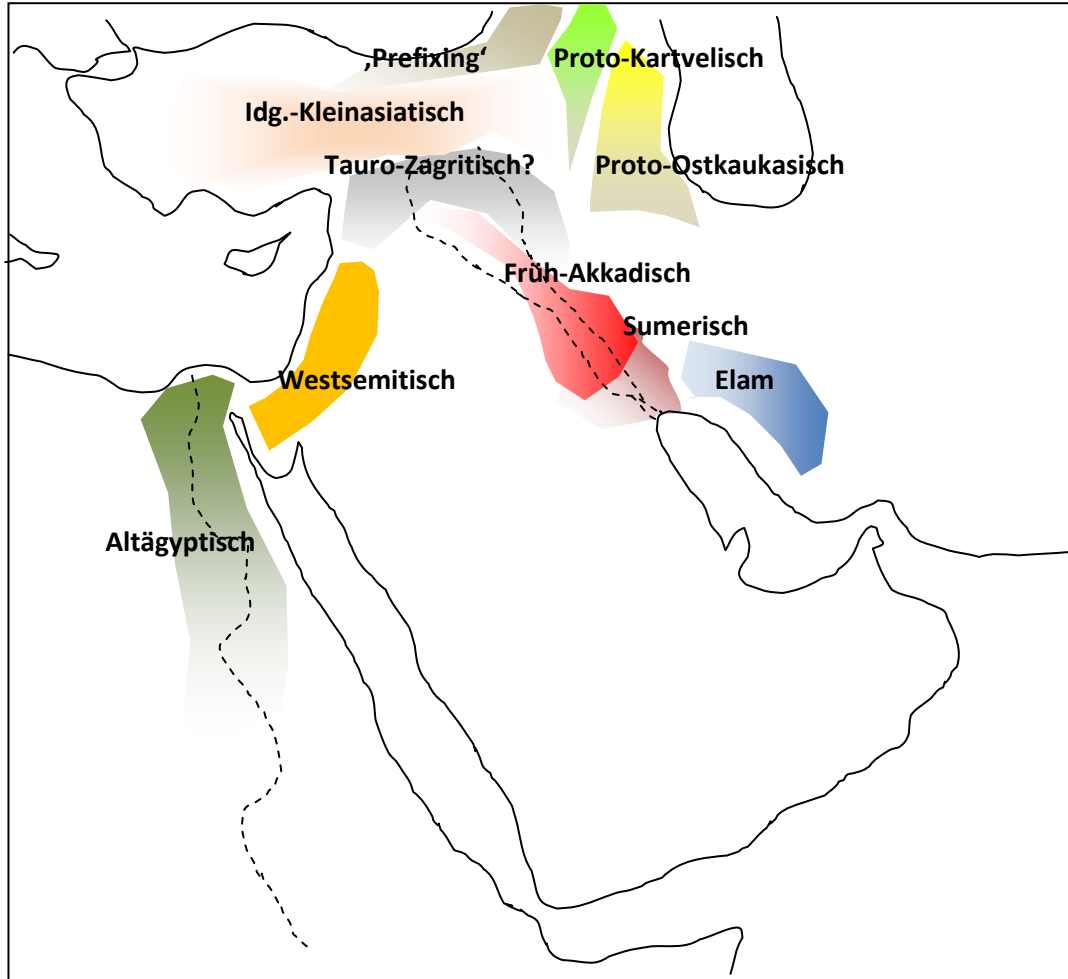 ‚Prefixing‘
Proto-Kartvelisch
Idg.-Kleinasiatisch
Tauro-Zagritisch?
Proto-Ostkaukasisch
Früh-Akkadisch
Sumerisch
Westsemitisch
Elam
Altägyptisch